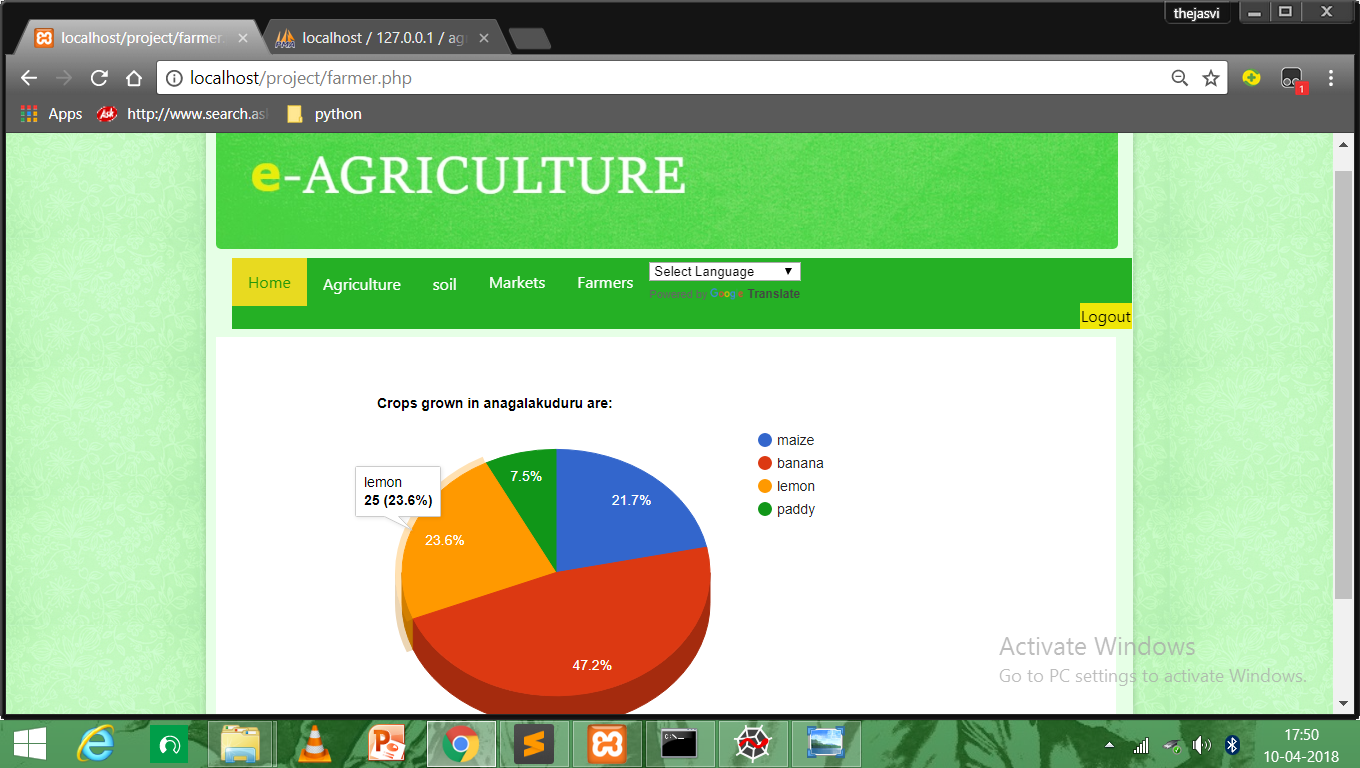 thejasvi
localhost/project/farmer.
localhost / 127.0.0.1 / ag
localhost/project/farmer.php
1
Apps
Ask
http://www.search.as
python
e-AGRICULTURE
Home
Agriculture
soil
Markets
Farmers
Select Language
Powered by Google Translate
Logout
Crops grown in anagalakuduru are:
maize
banana
lemon
paddy
lemon
25 (23.6%)
7.5%
21.7%
23.6%
47.2%
Activate Windows
Go to PC settings to activate Windows.
17:50
10-04-2018